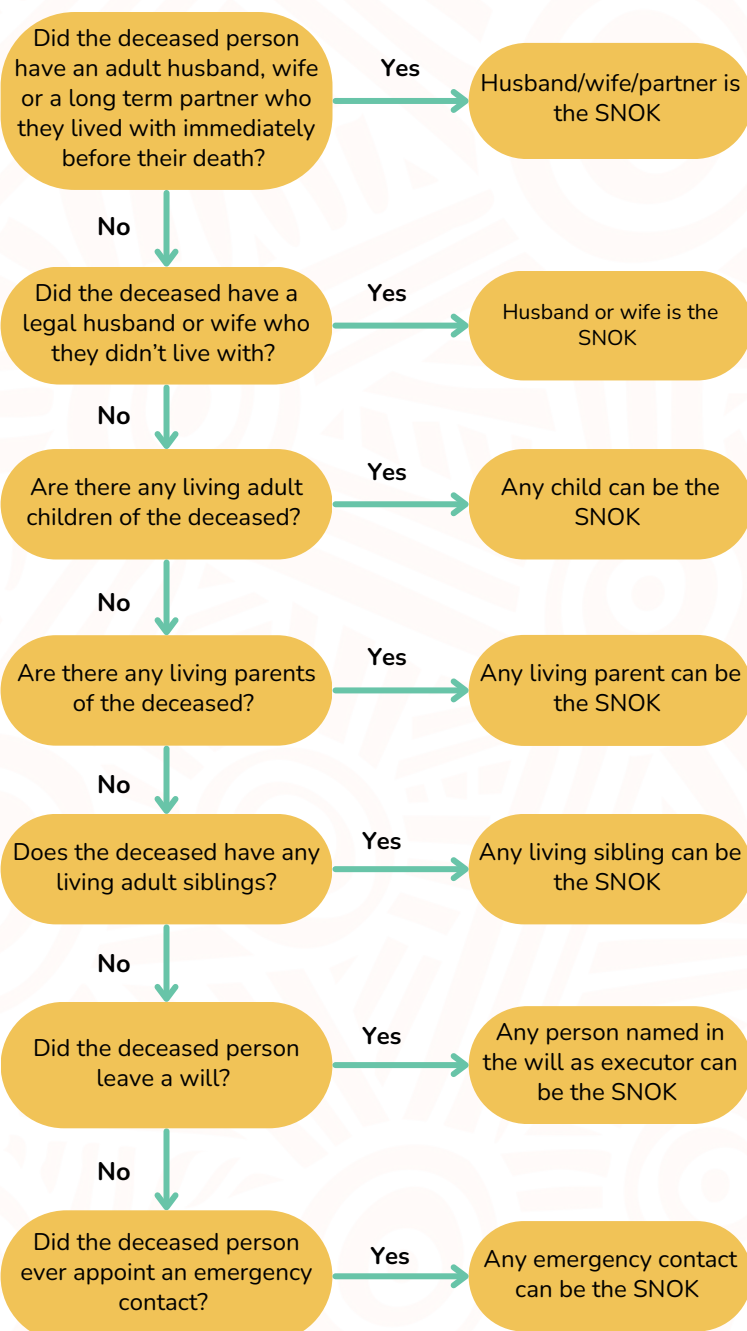 Did the deceased person
have an adult husband, wife
or a long term partner who
they lived with immediately
before their death?
Yes
Husband/wife/partner is
the SNOK
No
Did the deceased have a
legal husband or wife who
they didn’t live with?
Yes
Husband or wife is the
SNOK
No
Are there any living adult
children of the deceased?
Yes
Any child can be the
SNOK
No
Are there any living parents
of the deceased?
Yes
Any living parent can be
the SNOK
No
Does the deceased have any
living adult siblings?
Yes
Any living sibling can be
the SNOK
No
Did the deceased person
leave a will?
Yes
Any person named in
the will as executor can
be the SNOK
No
Did the deceased person
ever appoint an emergency
contact?
Yes
Any emergency contact
can be the SNOK